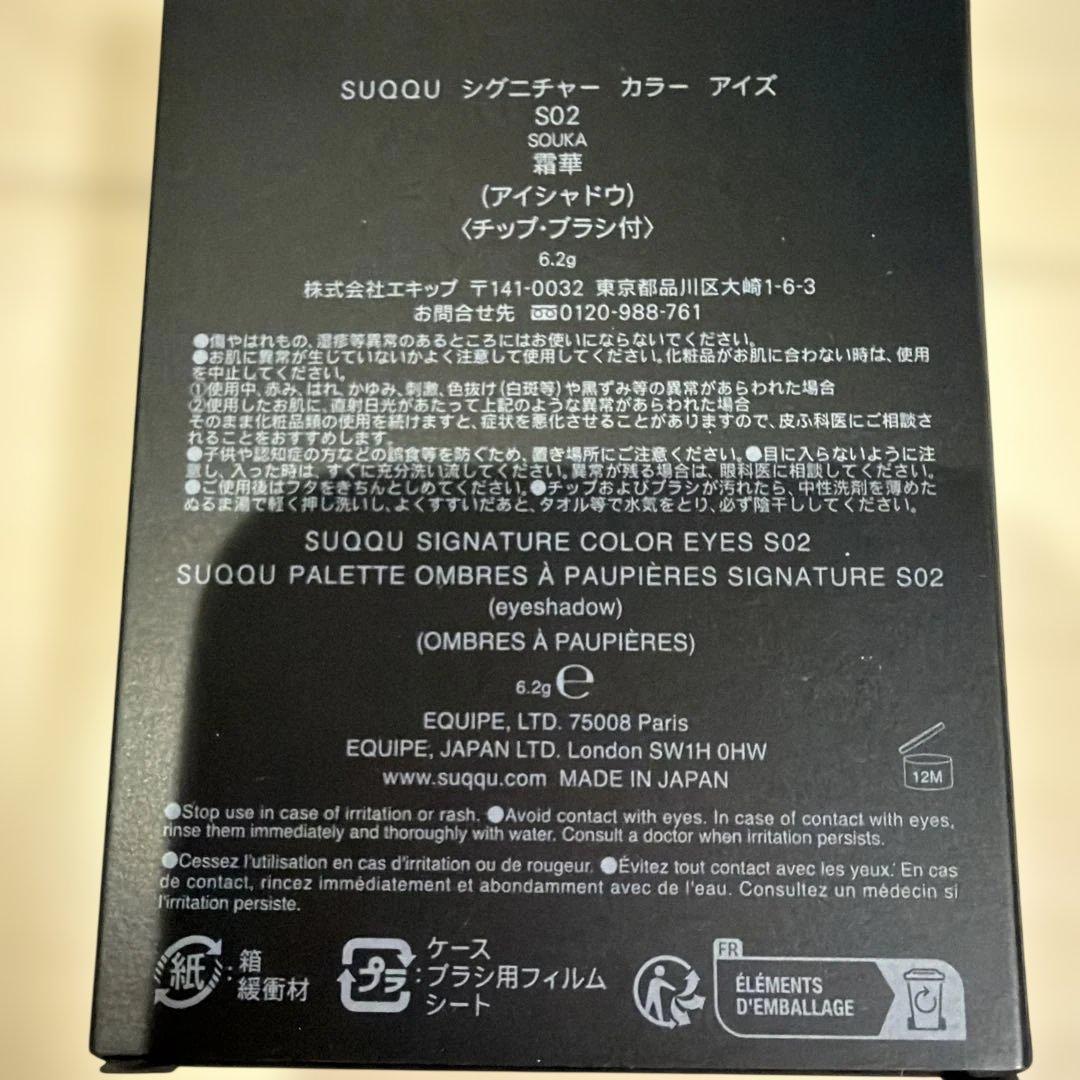 SUQQU シグニチャー カラー アイズ
S02
SOUKA
霜華
(アイシャドウ)
〈チップ・ブラシ付〉
6.2g
株式会社エキップ 〒141-0032 東京都品川区大崎1-6-3
お問合せ先 0120-988-761
●傷やはれもの、湿疹等異常のあるところにはお使いにならないでください。
●お肌に異常が生じていないかよく注意して使用してください。化粧品がお肌に合わない時は、使用
を中止してください。
①使用中、赤み、はれ、かゆみ、刺激、色抜け(白斑等)や黒ずみ等の異常があらわれた場合
②使用したお肌に、直射日光があたって上記のような異常があらわれた場合
そのまま化粧品類の使用を続けますと、症状を悪化させることがありますので、皮ふ科医にご相談さ
れることをおすすめします。
●子供や認知症の方などの誤食等を防ぐため、置き場所にご注意ください。●目に入らないように注
意し、入った時は、すぐに充分洗い流してください。異常が残る場合は、眼科医に相談してください。
●ご使用後はフタをきちんとしめてください。●チップおよびブラシが汚れたら、中性洗剤を薄めた
ぬるま湯で軽く押し洗いし、よくすすいだあと、タオル等で水気をとり、必ず陰干ししてください。
SUQQU SIGNATURE COLOR EYES S02
SUQQU PALETTE OMBRES À PAUPIÈRES SIGNATURE S02
(eyeshadow)
(OMBRES À PAUPIÈRES)
6.2g ℮
EQUIPE, LTD. 75008 Paris
EQUIPE, JAPAN LTD. London SW1H 0HW
www.suqqu.com MADE IN JAPAN
12M
●Stop use in case of irritation or rash. ●Avoid contact with eyes. In case of contact with eyes,
rinse them immediately and thoroughly with water. Consult a doctor when irritation persists.
●Cessez l'utilisation en cas d'irritation ou de rougeur. ●Évitez tout contact avec les yeux. En cas
de contact, rincez immédiatement et abondamment avec de l'eau. Consultez un médecin si
l'irritation persiste.
紙 : 箱
緩衝材
プラ : ケース
ブラシ用フィルム
シート
FR
ÉLÉMENTS
D'EMBALLAGE